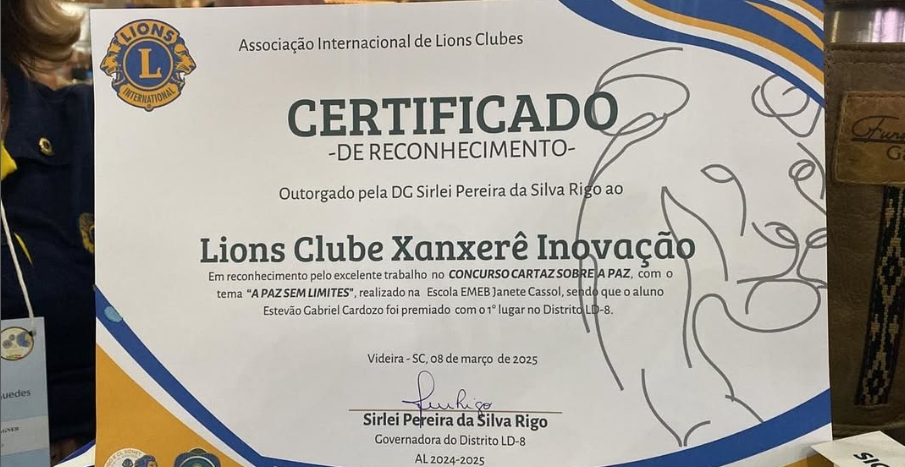 LIONS
L
INTERNATIONAL
Associação Internacional de Lions Clubes
CERTIFICADO
-DE RECONHECIMENTO-
Outorgado pela DG Sirlei Pereira da Silva Rigo ao
Lions Clube Xanxerê Inovação
Em reconhecimento pelo excelente trabalho no CONCURSO CARTAZ SOBRE A PAZ, com o
tema “A PAZ SEM LIMITES”, realizado na Escola EMEB Janete Cassol, sendo que o aluno
Estevão Gabriel Cardozo foi premiado com o 1° lugar no Distrito LD-8.
Videira - SC, 08 de março de 2025
Sirlei Pereira da Silva Rigo
Governadora do Distrito LD-8
AL 2024-2025